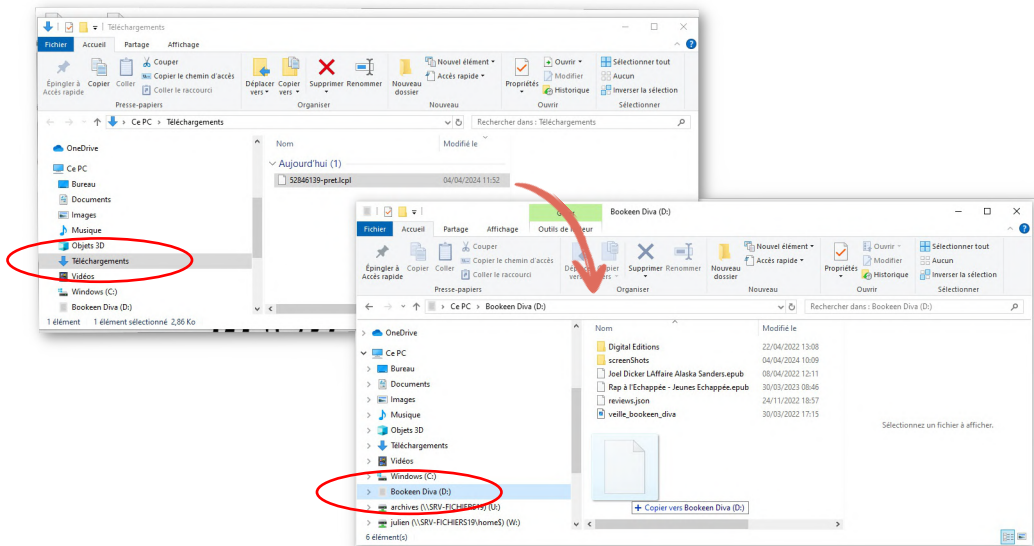 Téléchargements
Fichier Accueil Partage Affichage
Épingler à Accès rapide
Copier
Coller
Couper
Copier le chemin d'accès
Coller le raccourci
Déplacer vers
Copier vers
Supprimer
Renommer
Nouveau dossier
Nouvel élément
Accès rapide
Propriétés
Ouvrir
Modifier
Historique
Sélectionner tout
Aucun
Inverser la sélection
Presse-papiers Organiser Nouveau Ouvrir Sélectionner
Ce PC > Téléchargements
Rechercher dans : Téléchargements
OneDrive
Ce PC
Bureau
Documents
Images
Musique
Objets 3D
Téléchargements
Vidéos
Windows (C:)
Bookeen Diva (D:)
Nom Modifié le
Aujourd'hui (1)
52846139-pret.lcpl 04/04/2024 11:52
1 élément 1 élément sélectionné 2,86 Ko
Bookeen Diva (D:)
Fichier Accueil Partage Affichage Outils de
Épingler à Accès rapide
Copier
Coller
Couper
Copier le chemin d'accès
Coller le raccourci
Supprimer
Renommer
Nouveau dossier
Nouvel élément
Accès rapide
Propriétés
Ouvrir
Modifier
Historique
Sélectionner tout
Aucun
Inverser la sélection
Presse-papiers Organiser Nouveau Ouvrir Sélectionner
Ce PC > Bookeen Diva (D:)
Rechercher dans : Bookeen Diva (D:)
OneDrive
Ce PC
Bureau
Documents
Images
Musique
Objets 3D
Téléchargements
Vidéos
Windows (C:)
Bookeen Diva (D:)
archives (\\SRV-FICHIERS19) (U:)
julien (\\SRV-FICHIERS19\home$) (W:)
Nom Modifié le
Digital Editions 22/04/2022 13:08
screenShots 04/04/2024 10:09
Joel Dicker LAffaire Alaska Sanders.epub 08/04/2022 12:11
Rap à l'Echappée - Jeunes Echappée.epub 30/03/2023 08:46
reviews.json 24/11/2022 18:57
veille_bookeen_diva 30/03/2022 17:15
Sélectionnez un fichier à afficher.
+ Copier vers Bookeen Diva (D:)
6 élément(s)